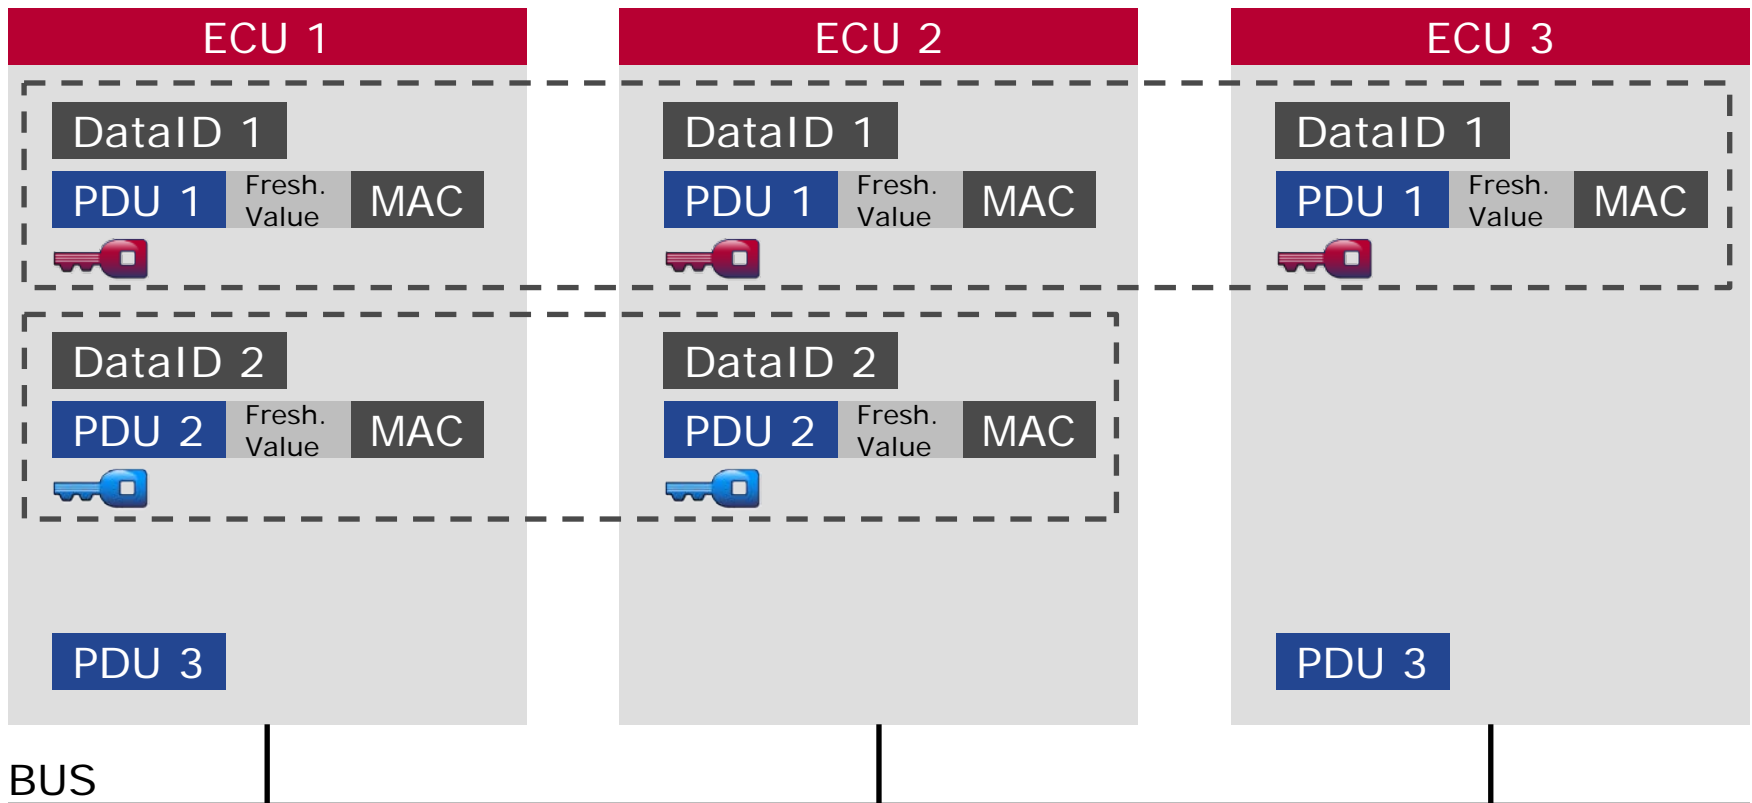 ECU 1
ECU 2
ECU 3
DataID 1
DataID 1
DataID 1
PDU 1
Fresh.
Value
MAC
PDU 1
Fresh.
Value
MAC
PDU 1
Fresh.
Value
MAC
DataID 2
DataID 2
PDU 2
Fresh.
Value
MAC
PDU 2
Fresh.
Value
MAC
PDU 3
PDU 3
BUS